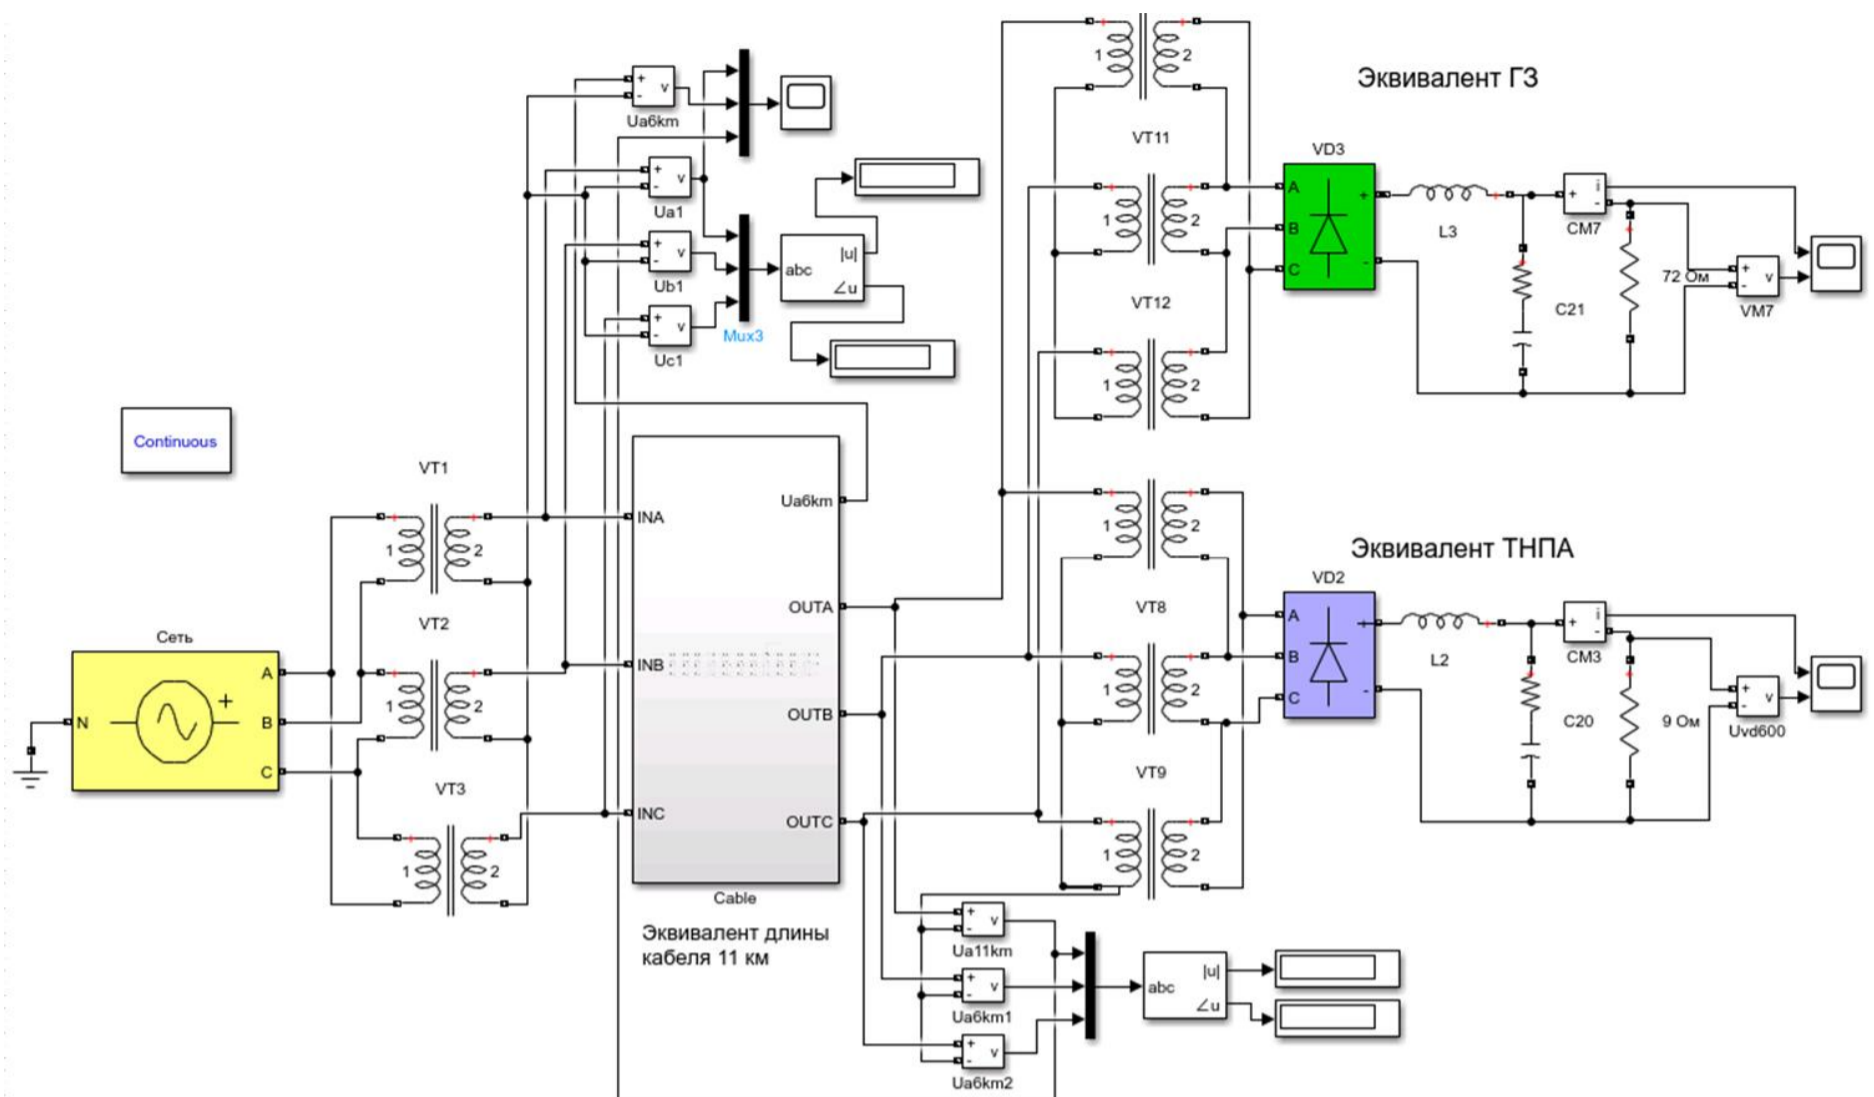 Ua6km
+
-
v
Ua1
+
-
v
Ub1
+
-
v
Uc1
+
-
v
Mux3
abc
|u|
∠u
Continuous
VT1
1
2
VT2
1
2
VT3
1
2
Сеть
N
A
B
C
+
INA
INB
INC
Ua6km
OUTA
OUTB
OUTC
Cable
Эквивалент длины
кабеля 11 км
1
2
VT11
1
2
VT12
1
2
Эквивалент ГЗ
VD3
A
B
C
+
-
L3
+
i
-
CM7
C21
72 Ом
+
-
v
VM7
1
2
VT8
1
2
VT9
1
2
Эквивалент ТНПА
VD2
A
B
C
+
-
L2
+
i
-
CM3
C20
9 Ом
+
-
v
Uvd600
+
-
v
Ua11km
+
-
v
Ua6km1
+
-
v
Ua6km2
abc
|u|
∠u